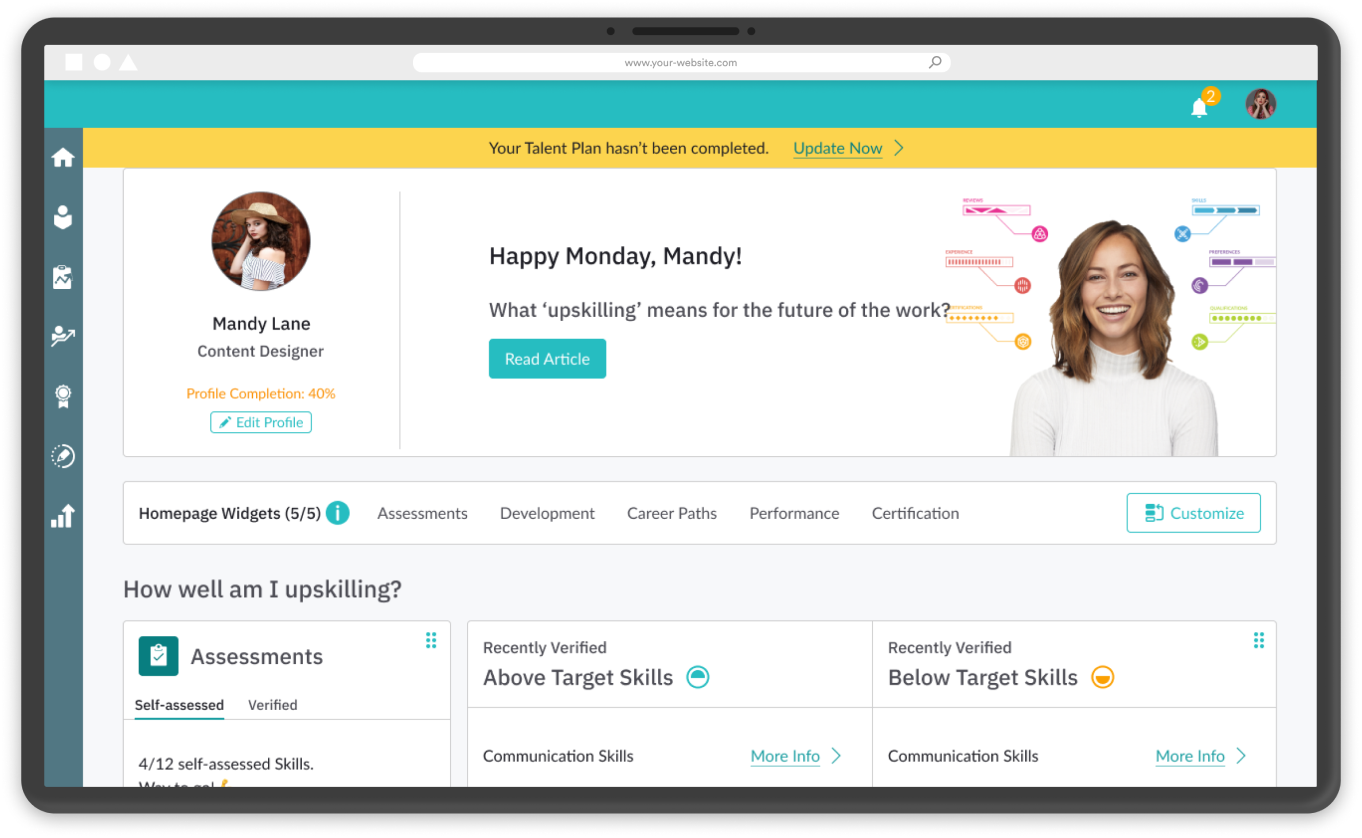 www.your-website.com
2
Your Talent Plan hasn't been completed. Update Now
REVIEWS
SKILLS
EXPERIENCE
PREFERENCES
QUALIFICATIONS
Happy Monday, Mandy!
What ‘upskilling’ means for the future of the work?
Read Article
Mandy Lane
Content Designer
Profile Completion: 40%
Edit Profile
Homepage Widgets (5/5) i Assessments Development Career Paths Performance Certification Customize
How well am I upskilling?
Assessments
Self-assessed Verified
4/12 self-assessed Skills.
Way to go!
Recently Verified
Above Target Skills
Communication Skills More Info
Recently Verified
Below Target Skills
Communication Skills More Info